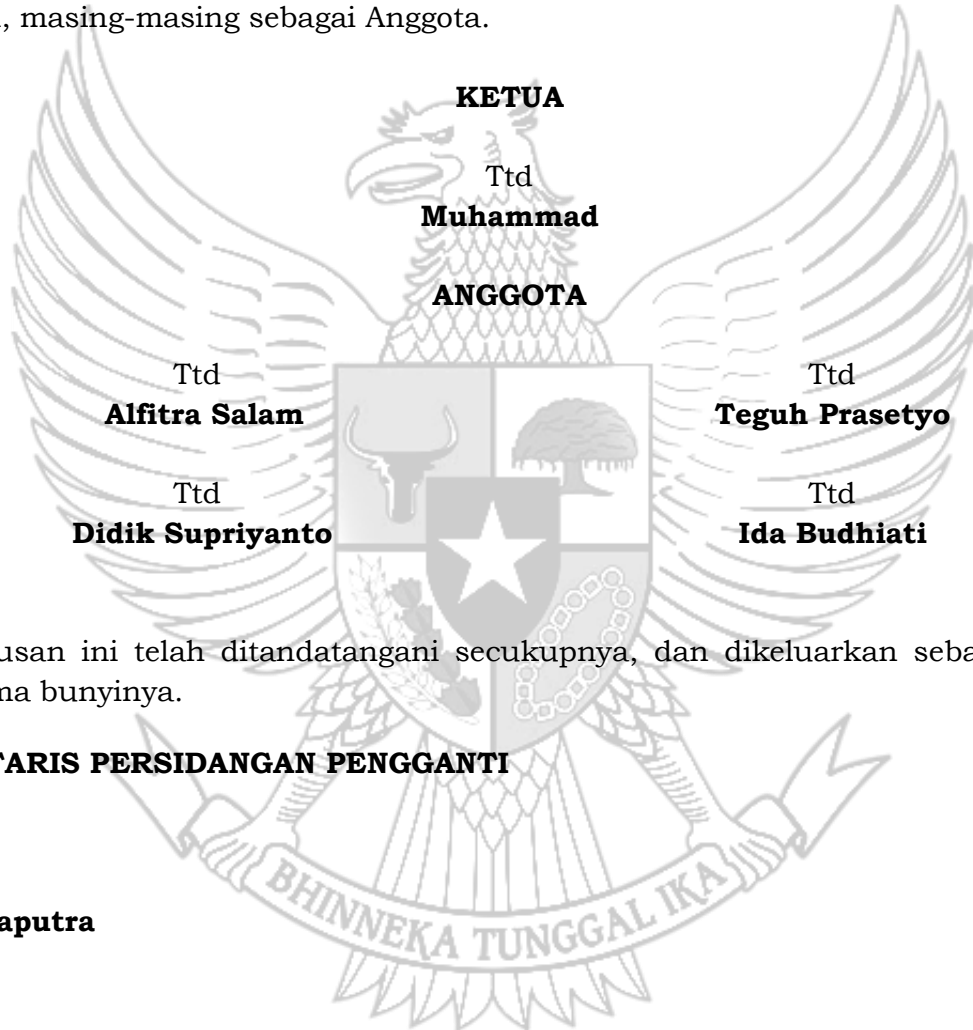 , masing-masing sebagai Anggota.
KETUA
Ttd
Muhammad
ANGGOTA
Ttd Ttd
Alfitra Salam Teguh Prasetyo
Ttd Ttd
Didik Supriyanto Ida Budhiati
usan ini telah ditandatangani secukupnya, dan dikeluarkan seba
ma bunyinya.
TARIS PERSIDANGAN PENGGANTI
aputra
BHINNEKA TUNGGAL IKA